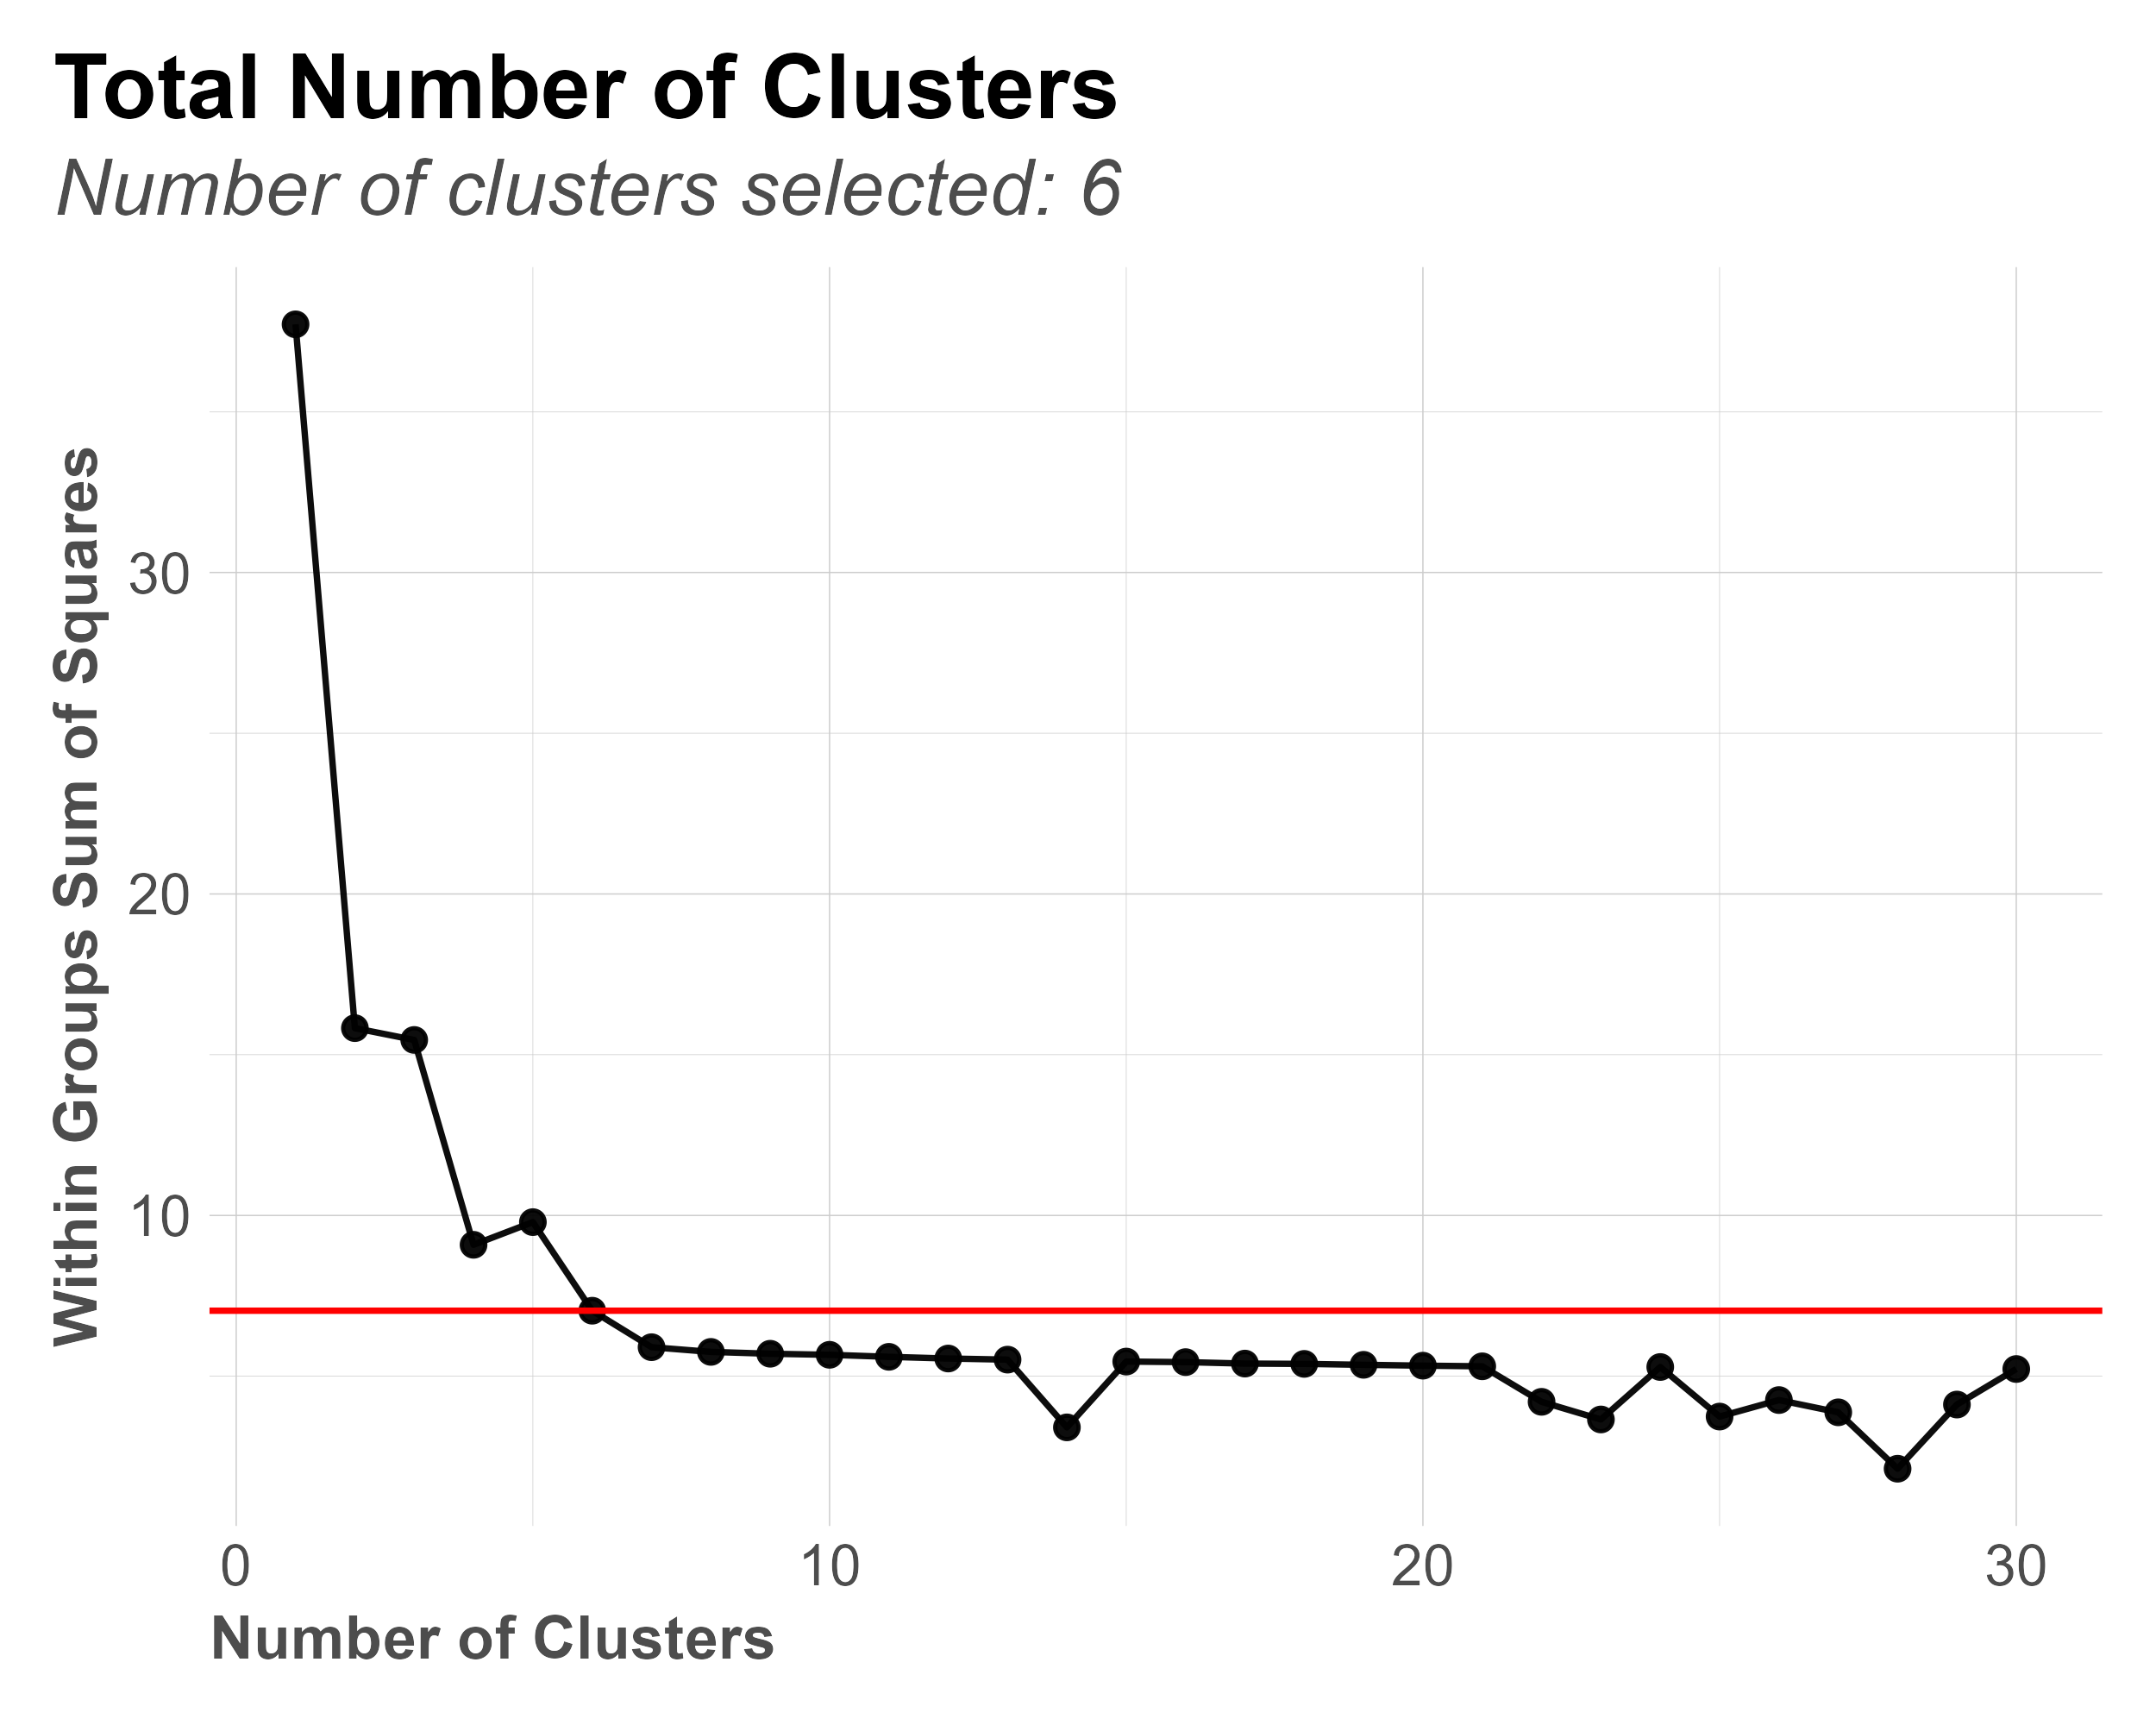 Total Number of Clusters
Number of clusters selected: 6
Within Groups Sum of Squares
30
20
10
0 10 20 30
Number of Clusters